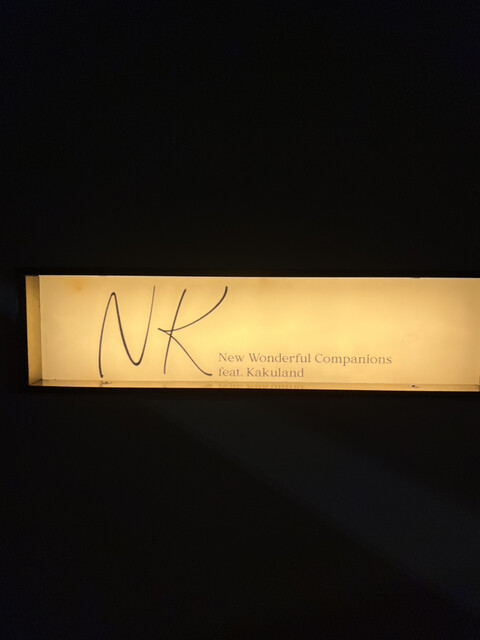 NK
New Wonderful Companions
feat. Kakuland